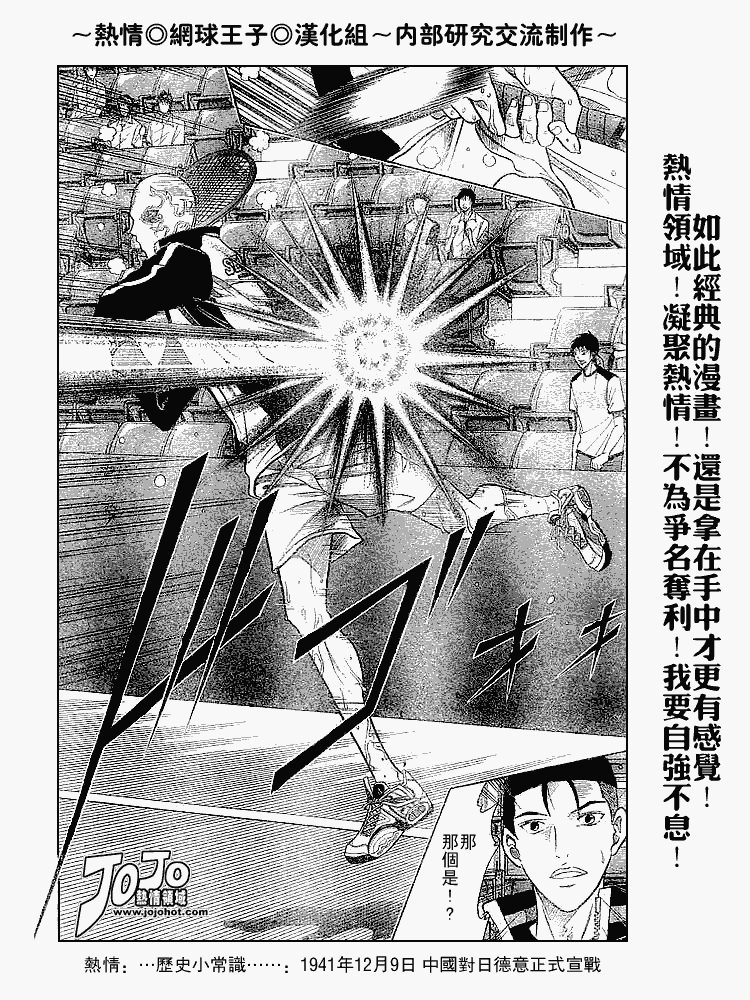 ～熱情◎網球王子◎漢化組～内部研究交流制作～
如此經典的漫畫！還是拿在手中才更有感覺！
熱情領域！凝聚熱情！不為爭名奪利！我要自強不息！
ドゴオオ
那
那個是！？
JOJO
熱情領域
www.jojohot.com
熱情：…歷史小常識……：1941年12月9日 中國對日德意正式宣戰